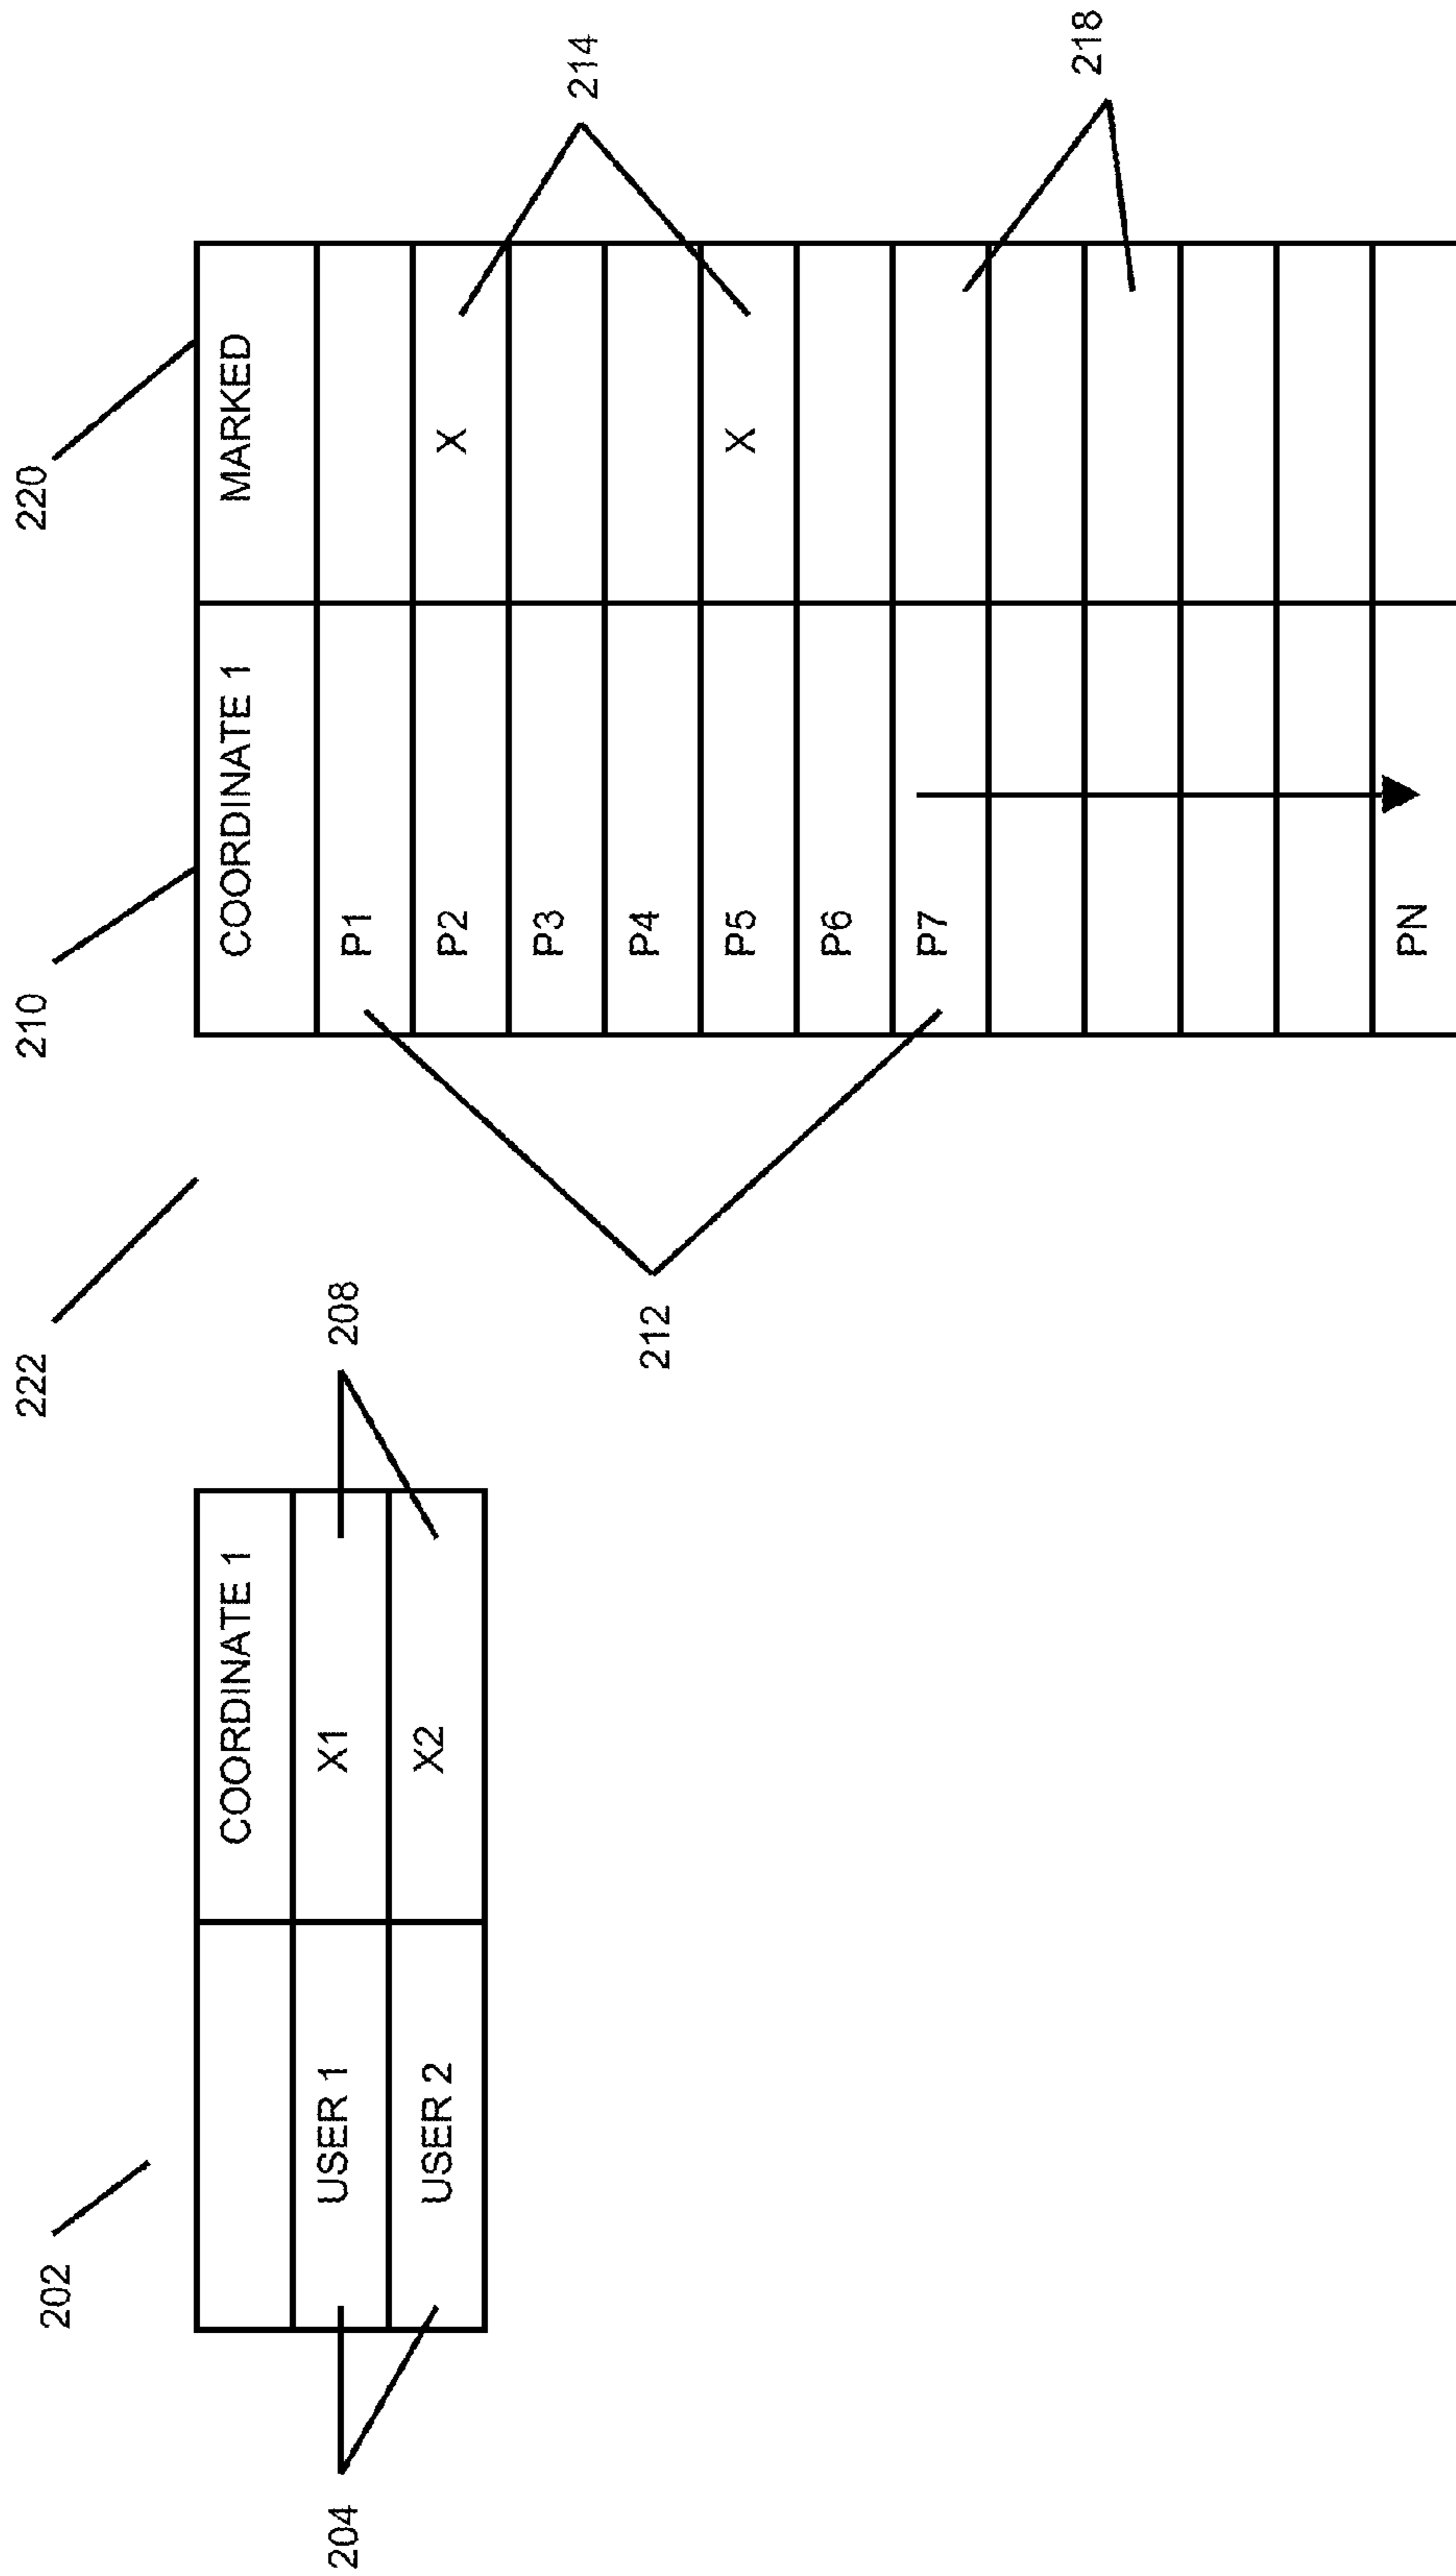 202
222
210
220
COORDINATE 1
USER 1 X1
USER 2 X2
204
208
COORDINATE 1 MARKED
P1
P2 X
P3
P4
P5 X
P6
P7
PN
212
214
218